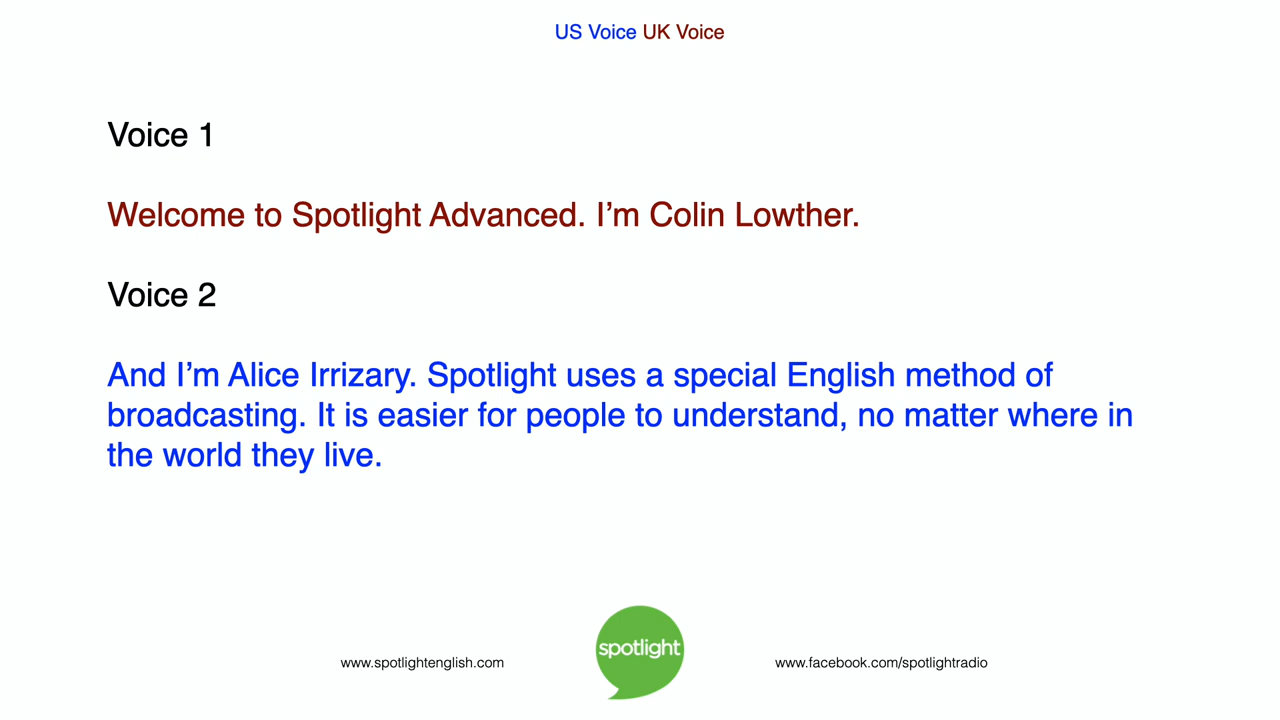 US Voice UK Voice
Voice 1
Welcome to Spotlight Advanced. I’m Colin Lowther.
Voice 2
And I’m Alice Irrizary. Spotlight uses a special English method of
broadcasting. It is easier for people to understand, no matter where in
the world they live.
www.spotlightenglish.com
spotlight
www.facebook.com/spotlightradio